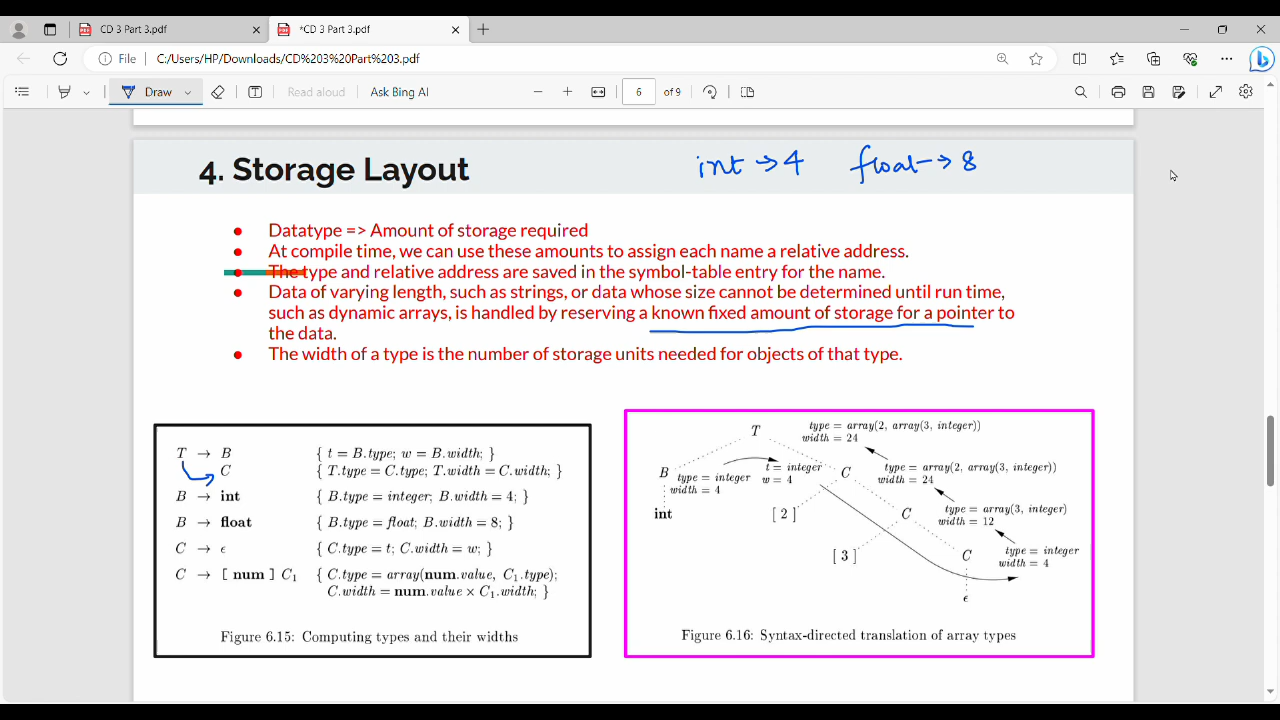 CD 3 Part 3.pdf
*CD 3 Part 3.pdf
File C:/Users/HP/Downloads/CD%203%20Part%203.pdf
Draw Read aloud Ask Bing AI 6 of 9
4. Storage Layout int → 4 float → 8
Datatype => Amount of storage required
At compile time, we can use these amounts to assign each name a relative address.
The type and relative address are saved in the symbol-table entry for the name.
Data of varying length, such as strings, or data whose size cannot be determined until run time,
such as dynamic arrays, is handled by reserving a known fixed amount of storage for a pointer to
the data.
The width of a type is the number of storage units needed for objects of that type.
T → B { t = B.type; w = B.width; }
C { T.type = C.type; T.width = C.width; }
B → int { B.type = integer; B.width = 4; }
B → float { B.type = float; B.width = 8; }
C → ϵ { C.type = t; C.width = w; }
C → [ num ] C₁ { C.type = array(num.value, C₁.type);
C.width = num.value × C₁.width; }
Figure 6.15: Computing types and their widths
T
type = array(2, array(3, integer))
width = 24
B
type = integer
width = 4
t = integer
w = 4
C
type = array(2, array(3, integer))
width = 24
int
[ 2 ]
C
type = array(3, integer)
width = 12
[ 3 ]
C
type = integer
width = 4
ϵ
Figure 6.16: Syntax-directed translation of array types